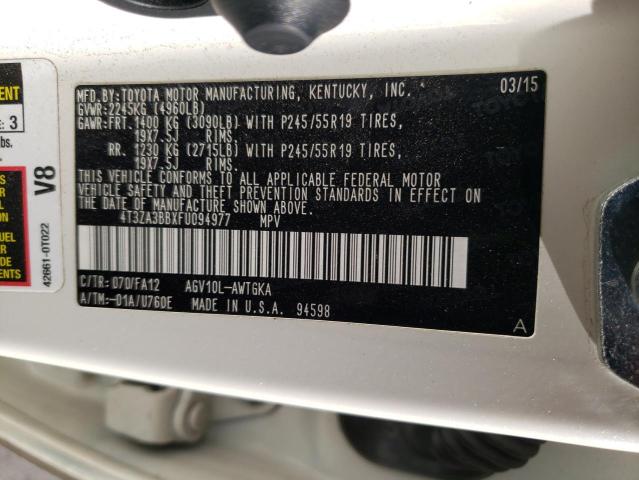 MFD.BY:TOYOTA MOTOR MANUFACTURING, KENTUCKY, INC. 03/15
GVWR:2245KG (4960LB)
GAWR:FRT. 1400 KG (3090LB) WITH P245/55R19 TIRES,
19X7.5J RIMS.
RR. 1230 KG (2715LB) WITH P245/55R19 TIRES,
19X7.5J RIMS.
THIS VEHICLE CONFORMS TO ALL APPLICABLE FEDERAL MOTOR
VEHICLE SAFETY AND THEFT PREVENTION STANDARDS IN EFFECT ON
THE DATE OF MANUFACTURE SHOWN ABOVE.
4T3ZA3BBXFU094977 MPV
C/TR: 070/FA12 AGV10L-AWTGKA
A/TM:-01A/U760E MADE IN U.S.A. 94598
A
3
V8
42661-0T022